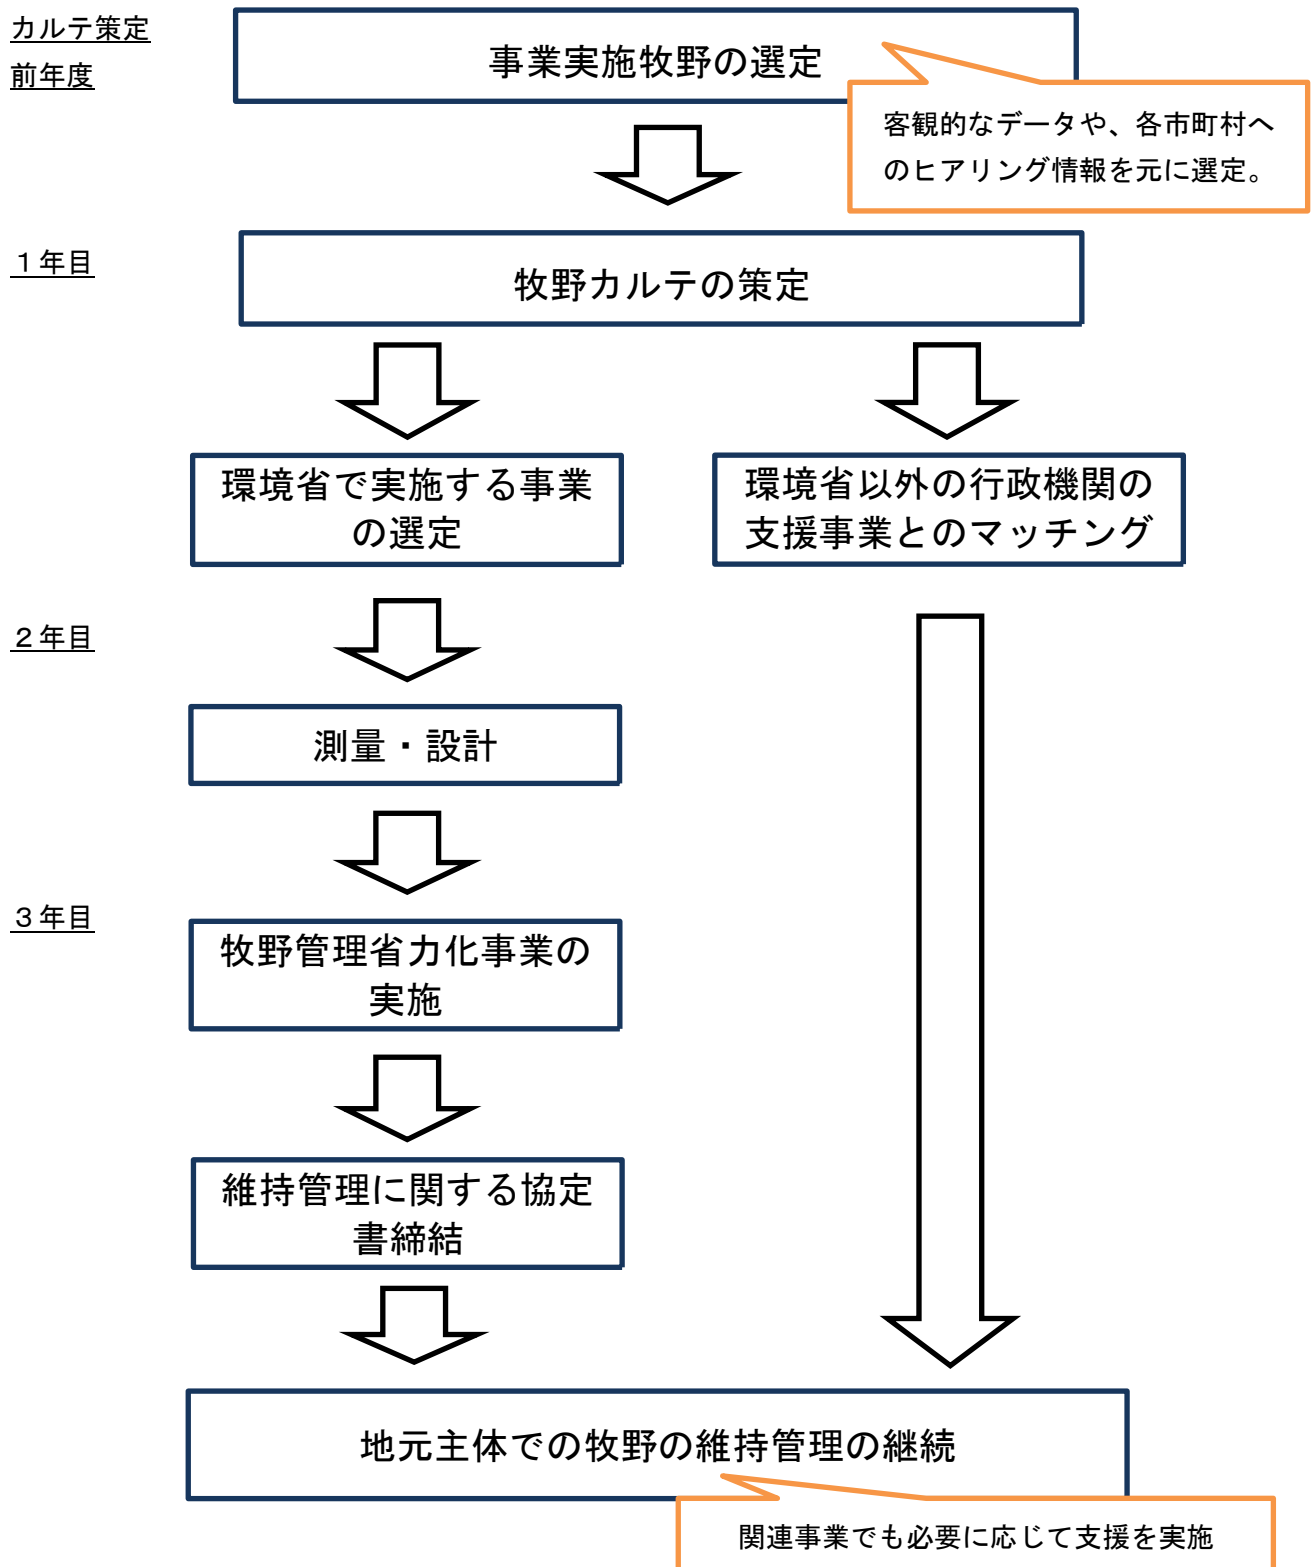 カルテ策定
前年度
事業実施牧野の選定
客観的なデータや、各市町村へ
のヒアリング情報を元に選定。
１年目
牧野カルテの策定
環境省で実施する事業
の選定
環境省以外の行政機関の
支援事業とのマッチング
２年目
測量・設計
３年目
牧野管理省力化事業の
実施
維持管理に関する協定
書締結
地元主体での牧野の維持管理の継続
関連事業でも必要に応じて支援を実施